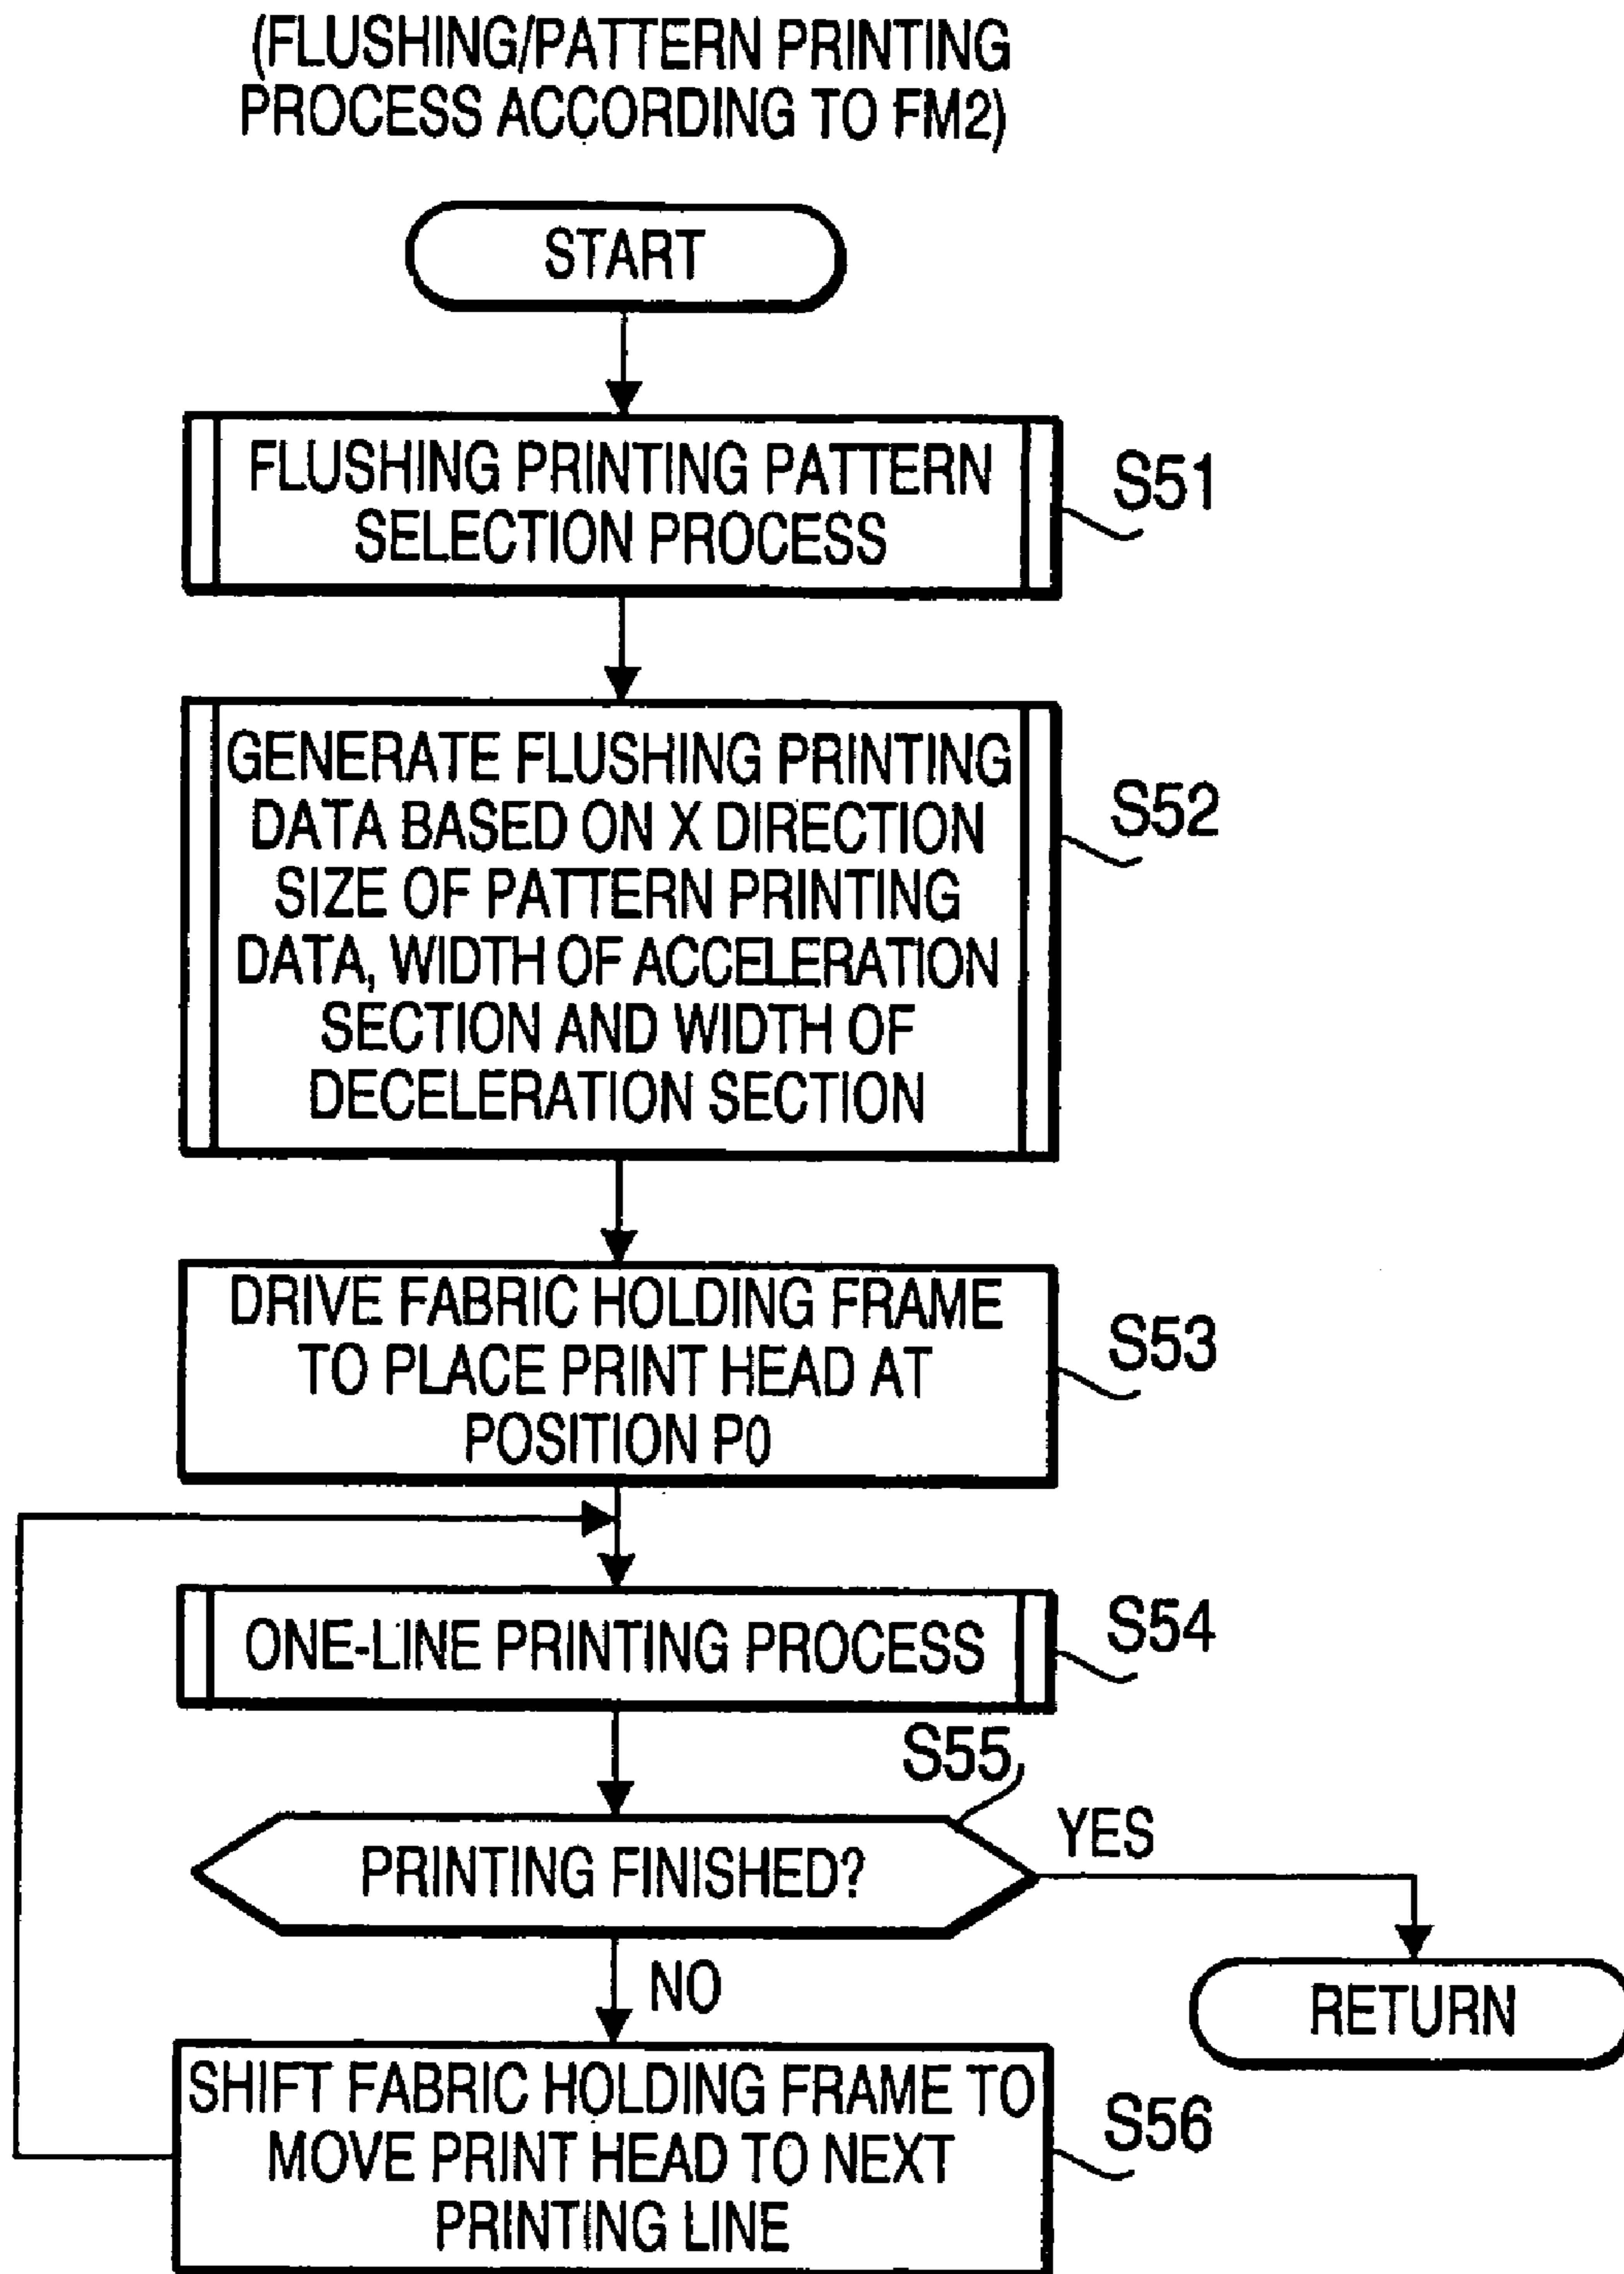 (FLUSHING/PATTERN PRINTING
PROCESS ACCORDING TO FM2)
START
FLUSHING PRINTING PATTERN
SELECTION PROCESS
S51
GENERATE FLUSHING PRINTING
DATA BASED ON X DIRECTION
SIZE OF PATTERN PRINTING
DATA, WIDTH OF ACCELERATION
SECTION AND WIDTH OF
DECELERATION SECTION
S52
DRIVE FABRIC HOLDING FRAME
TO PLACE PRINT HEAD AT
POSITION P0
S53
ONE-LINE PRINTING PROCESS
S54
S55
PRINTING FINISHED?
YES
NO
RETURN
SHIFT FABRIC HOLDING FRAME TO
MOVE PRINT HEAD TO NEXT
PRINTING LINE
S56